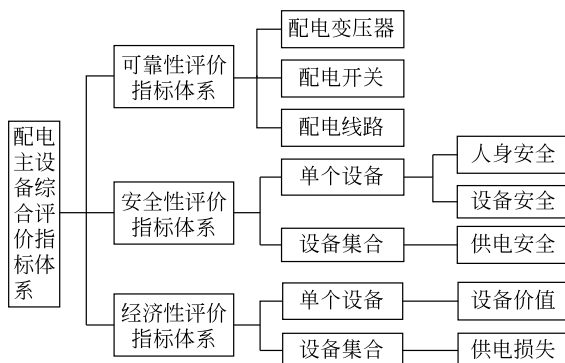 配电
主设
备综
合评
价指
标体
系
可靠性评价
指标体系
配电变压器
配电开关
配电线路
安全性评价
指标体系
单个设备
人身安全
设备安全
设备集合
供电安全
经济性评价
指标体系
单个设备
设备价值
设备集合
供电损失